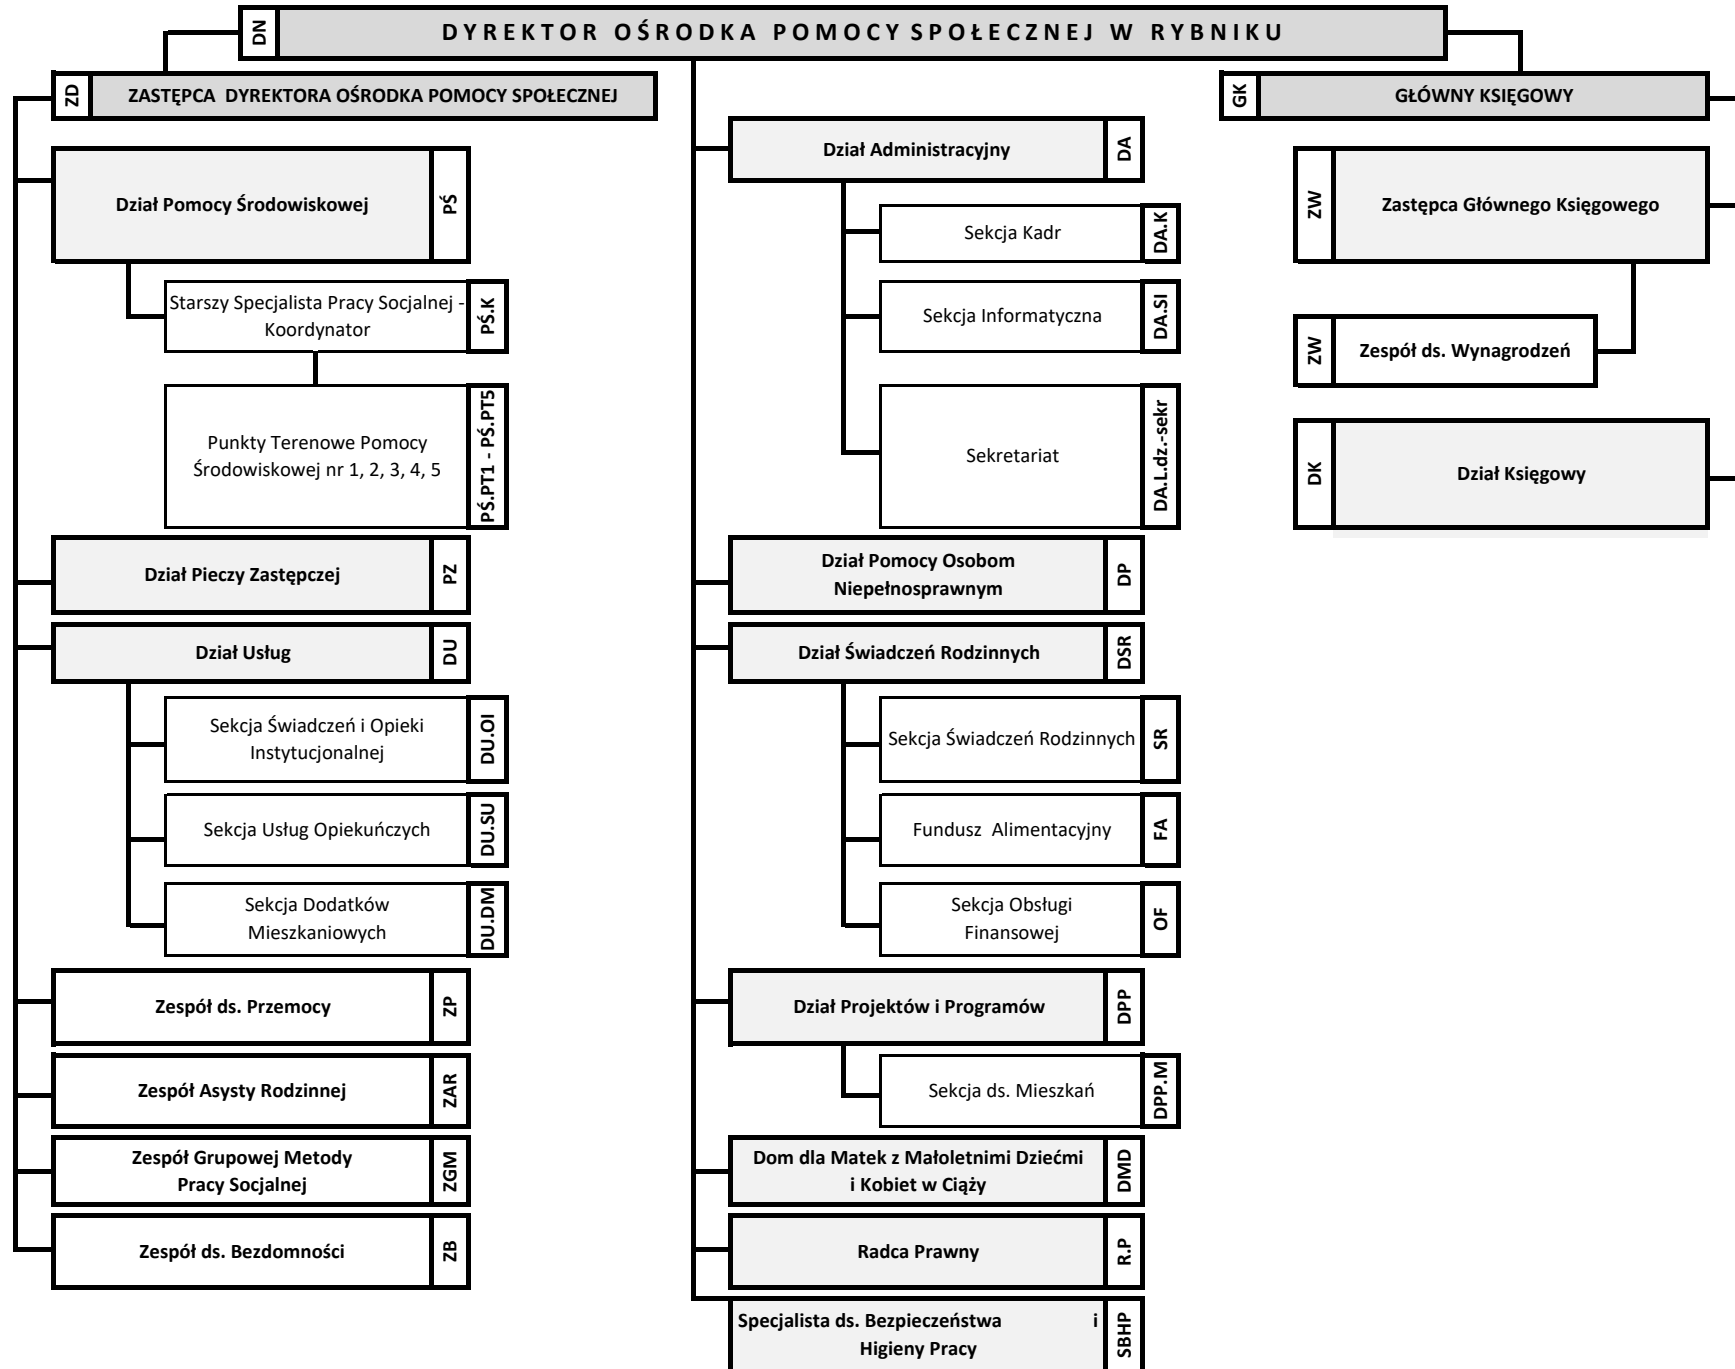 DN
DYREKTOR OŚRODKA POMOCY SPOŁECZNEJ W RYBNIKU
ZD
ZASTĘPCA DYREKTORA OŚRODKA POMOCY SPOŁECZNEJ
Dział Pomocy Środowiskowej
PŚ
Starszy Specjalista Pracy Socjalnej -
Koordynator
PŚ.K
Punkty Terenowe Pomocy
Środowiskowej nr 1, 2, 3, 4, 5
PŚ.PT1 - PŚ.PT5
Dział Pieczy Zastępczej
PZ
Dział Usług
DU
Sekcja Świadczeń i Opieki
Instytucjonalnej
DU.OI
Sekcja Usług Opiekuńczych
DU.SU
Sekcja Dodatków
Mieszkaniowych
DU.DM
Zespół ds. Przemocy
ZP
Zespół Asysty Rodzinnej
ZAR
Zespół Grupowej Metody
Pracy Socjalnej
ZGM
Zespół ds. Bezdomności
ZB
Dział Administracyjny
DA
Sekcja Kadr
DA.K
Sekcja Informatyczna
DA.SI
Sekretariat
DA.L.dz.-sekr
Dział Pomocy Osobom
Niepełnosprawnym
DP
Dział Świadczeń Rodzinnych
DSR
Sekcja Świadczeń Rodzinnych
SR
Fundusz Alimentacyjny
FA
Sekcja Obsługi
Finansowej
OF
Dział Projektów i Programów
DPP
Sekcja ds. Mieszkań
DPP.M
Dom dla Matek z Małoletnimi Dziećmi
i Kobiet w Ciąży
DMD
Radca Prawny
R.P
Specjalista ds. Bezpieczeństwa i
Higieny Pracy
SBHP
GK
GŁÓWNY KSIĘGOWY
ZW
Zastępca Głównego Księgowego
ZW
Zespół ds. Wynagrodzeń
DK
Dział Księgowy